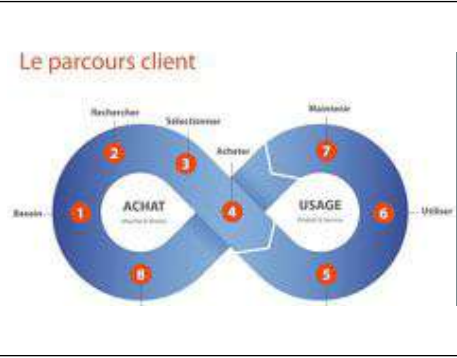 Le parcours client
Rechercher
Sélectionner
Acheter
Maintenir
2
3
7
Besoin
1
ACHAT
4
USAGE
6
Utiliser
8
5